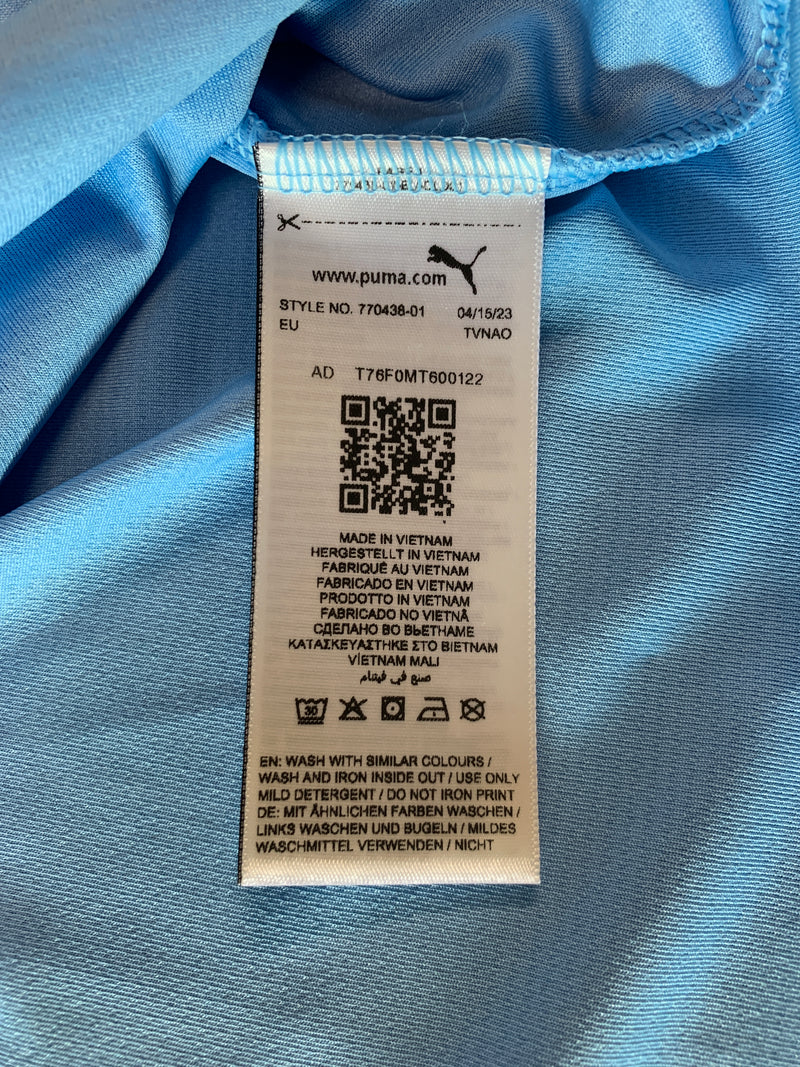 www.puma.com
STYLE NO. 770438-01 04/15/23
EU TVNAO
AD T76F0MT600122
MADE IN VIETNAM
HERGESTELLT IN VIETNAM
FABRIQUÉ AU VIETNAM
FABRICADO EN VIETNAM
PRODOTTO IN VIETNAM
FABRICADO NO VIETNÃ
СДЕЛАНО ВО ВЬЕТНАМЕ
ΚΑΤΑΣΚΕΥΑΣΤΗΚΕ ΣΤΟ ΒΙΕΤΝΑΜ
VİETNAM MALI
صنع في فيتنام
30
EN: WASH WITH SIMILAR COLOURS /
WASH AND IRON INSIDE OUT / USE ONLY
MILD DETERGENT / DO NOT IRON PRINT
DE: MIT ÄHNLICHEN FARBEN WASCHEN /
LINKS WASCHEN UND BUGELN / MILDES
WASCHMITTEL VERWENDEN / NICHT